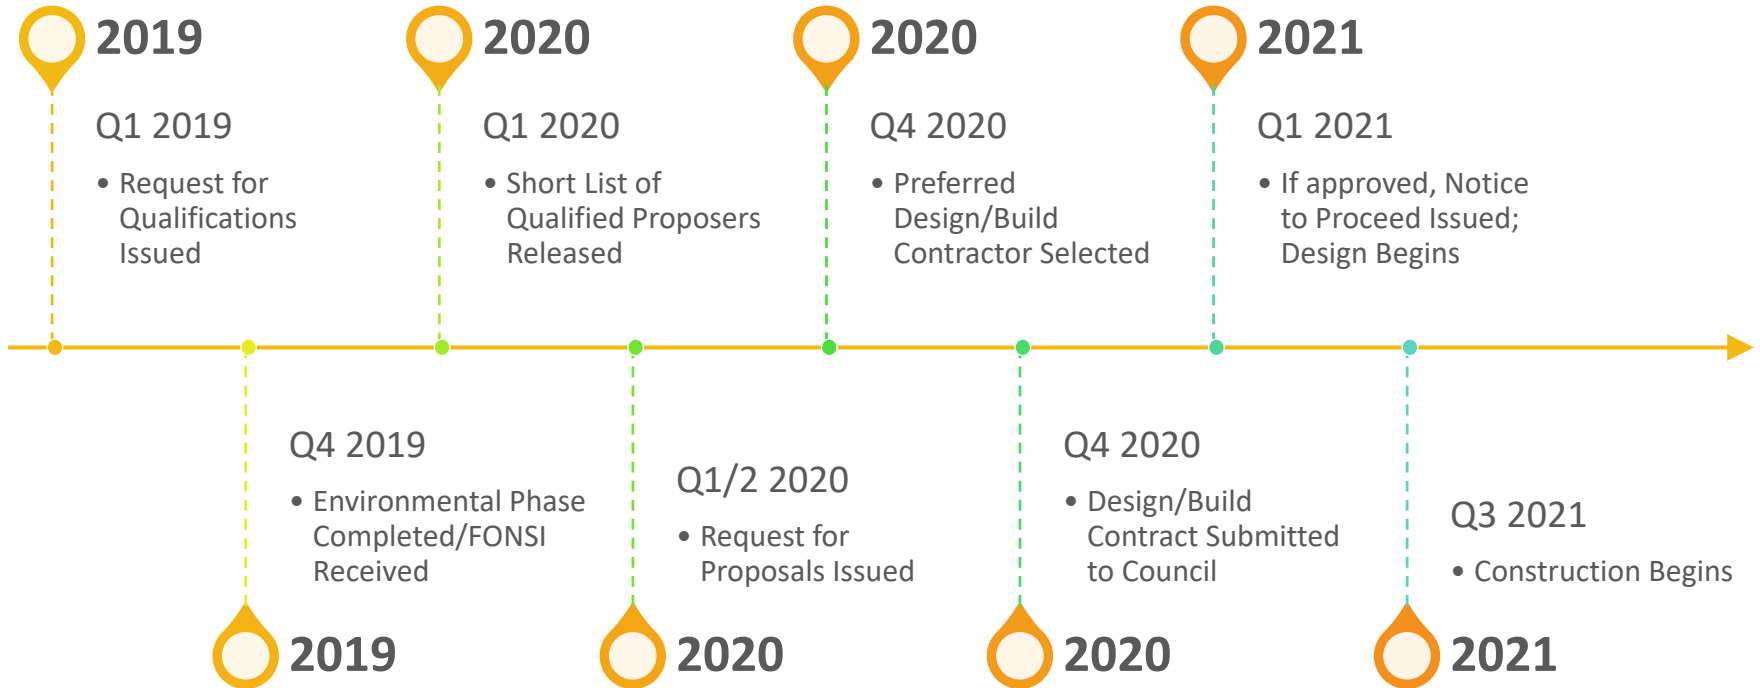 2019
Q1 2019
• Request for
Qualifications
Issued
2020
Q1 2020
• Short List of
Qualified Proposers
Released
2020
Q4 2020
• Preferred
Design/Build
Contractor Selected
2021
Q1 2021
• If approved, Notice
to Proceed Issued;
Design Begins
Q4 2019
• Environmental Phase
Completed/FONSI
Received
2019
Q1/2 2020
• Request for
Proposals Issued
2020
Q4 2020
• Design/Build
Contract Submitted
to Council
2020
Q3 2021
• Construction Begins
2021